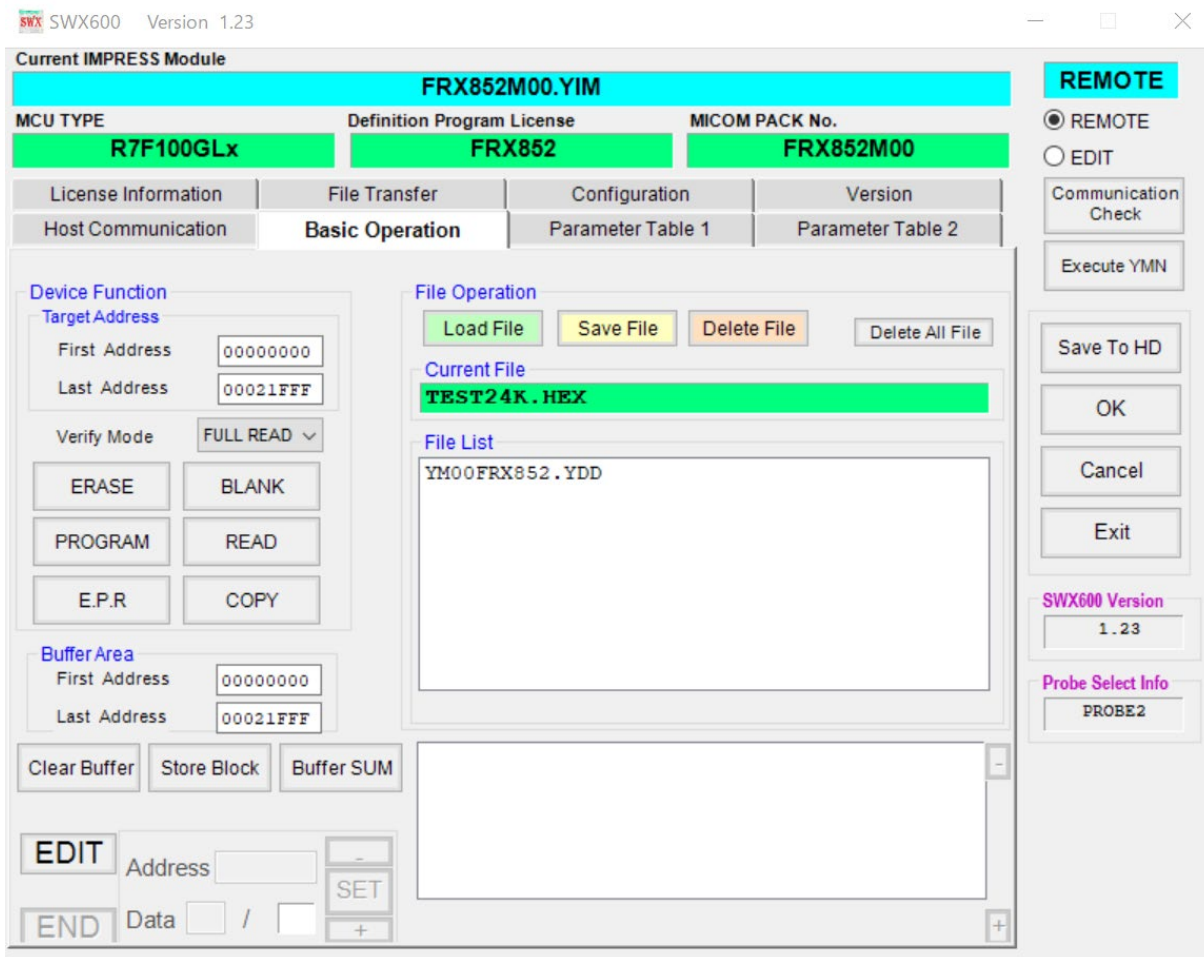 SWX SWX600 Version 1.23
Current IMPRESS Module
FRX852M00.YIM
MCU TYPE Definition Program License MICOM PACK No.
R7F100GLx FRX852 FRX852M00
License Information File Transfer Configuration Version
Host Communication Basic Operation Parameter Table 1 Parameter Table 2
Device Function
Target Address
First Address 00000000
Last Address 00021FFF
Verify Mode FULL READ
ERASE BLANK
PROGRAM READ
E.P.R COPY
Buffer Area
First Address 00000000
Last Address 00021FFF
Clear Buffer Store Block Buffer SUM
EDIT
Address
-
SET
END
Data /
+
File Operation
Load File Save File Delete File Delete All File
Current File
TEST24K.HEX
File List
YM00FRX852.YDD
-
+
REMOTE
REMOTE
EDIT
Communication
Check
Execute YMN
Save To HD
OK
Cancel
Exit
SWX600 Version
1.23
Probe Select Info
PROBE2